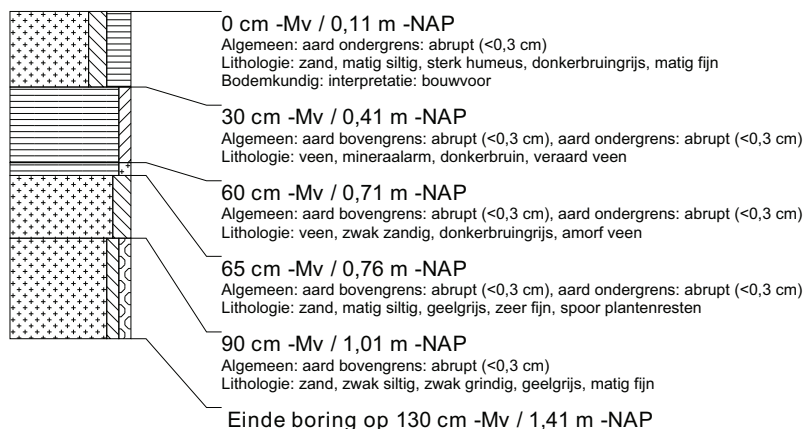 0 cm -Mv / 0,11 m -NAP
Algemeen: aard ondergrens: abrupt (<0,3 cm)
Lithologie: zand, matig siltig, sterk humeus, donkerbruingrijs, matig fijn
Bodemkundig: interpretatie: bouwvoor
30 cm -Mv / 0,41 m -NAP
Algemeen: aard bovengrens: abrupt (<0,3 cm), aard ondergrens: abrupt (<0,3 cm)
Lithologie: veen, mineraalarm, donkerbruin, veraard veen
60 cm -Mv / 0,71 m -NAP
Algemeen: aard bovengrens: abrupt (<0,3 cm), aard ondergrens: abrupt (<0,3 cm)
Lithologie: veen, zwak zandig, donkerbruingrijs, amorf veen
65 cm -Mv / 0,76 m -NAP
Algemeen: aard bovengrens: abrupt (<0,3 cm), aard ondergrens: abrupt (<0,3 cm)
Lithologie: zand, matig siltig, geelgrijs, zeer fijn, spoor plantenresten
90 cm -Mv / 1,01 m -NAP
Algemeen: aard bovengrens: abrupt (<0,3 cm)
Lithologie: zand, zwak siltig, zwak grindig, geelgrijs, matig fijn
Einde boring op 130 cm -Mv / 1,41 m -NAP